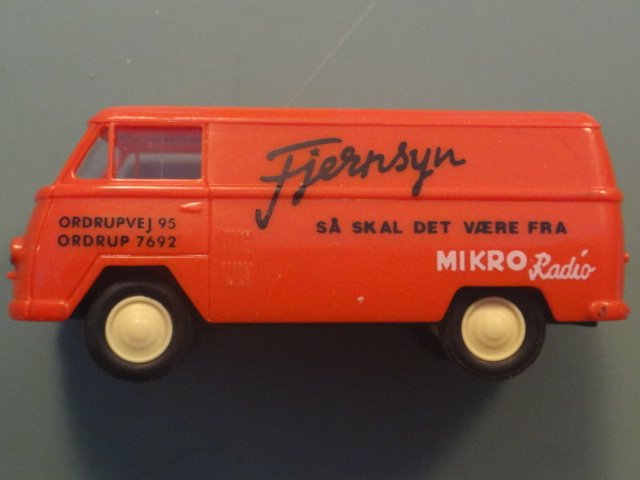 Fjernsyn
SÅ SKAL DET VÆRE FRA
MIKRO Radio
ORDRUPVEJ 95
ORDRUP 7692